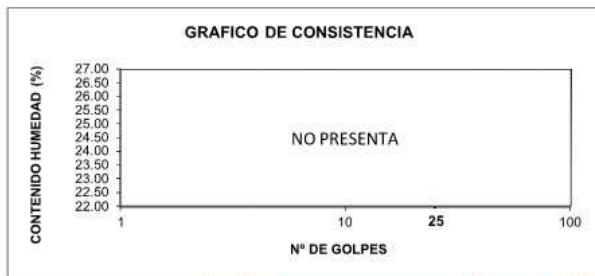 GRAFICO DE CONSISTENCIA
CONTENIDO HUMEDAD (%)
27.00
26.50
26.00
25.50
25.00
24.50
24.00
23.50
23.00
22.50
22.00
NO PRESENTA
1 10 25 100
Nº DE GOLPES